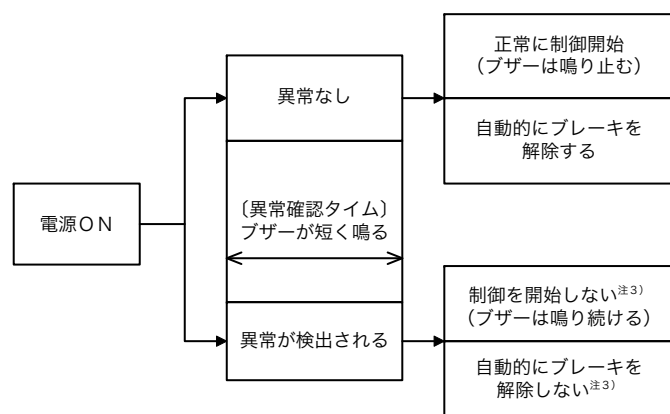 電源ＯＮ
異常なし
〔異常確認タイム〕
ブザーが短く鳴る
異常が検出される
正常に制御開始
（ブザーは鳴り止む）
自動的にブレーキを
解除する
制御を開始しない注３）
（ブザーは鳴り続ける）
自動的にブレーキを
解除しない注３）